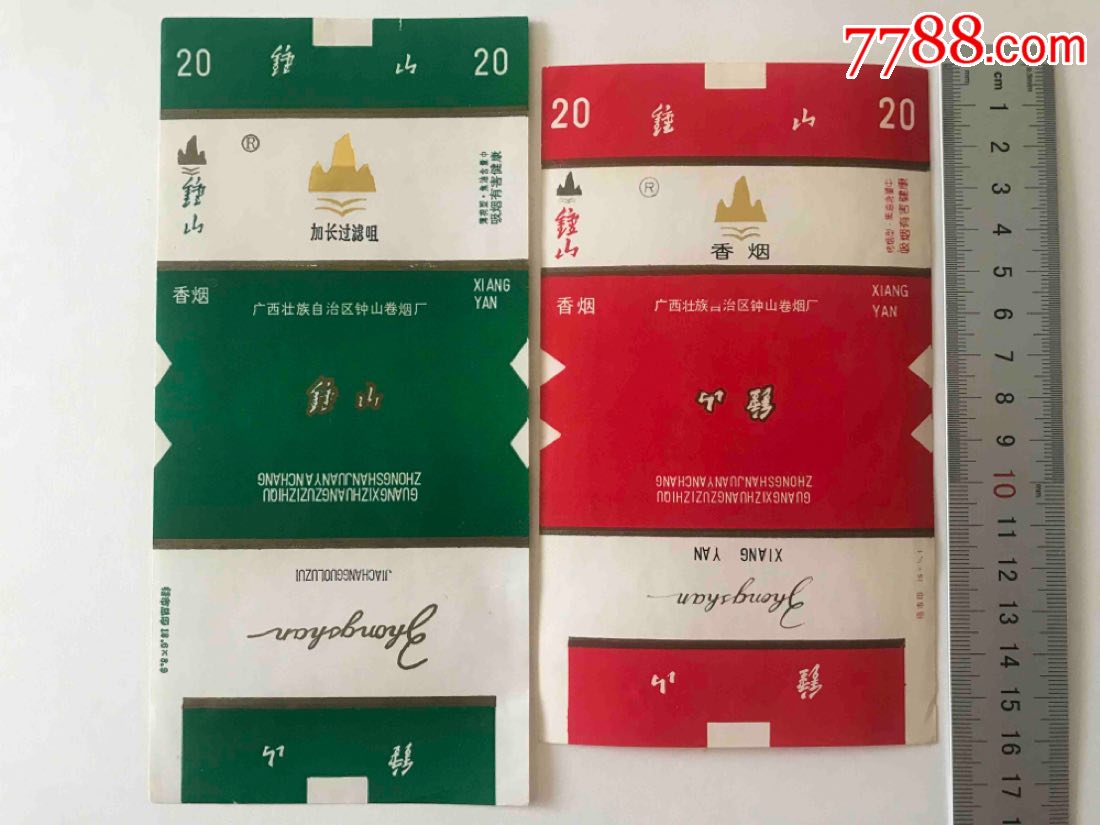 7788.com
20 鍾 山 20
®
鍾山
加长过滤咀
吸烟有害健康
香烟
XIANG
YAN
广西壮族自治区钟山卷烟厂
鍾山
GUANGXIZHUANGZUZIZHIQU
ZHONGSHANJUANYANCHANG
JIACHANGGUOLUZUI
Zhongshan
鍾山
20 鍾 山 20
®
鍾山
香烟
吸烟有害健康
香烟
XIANG
YAN
广西壮族自治区钟山卷烟厂
鍾山
GUANGXIZHUANGZUZIZHIQU
ZHONGSHANJUANYANCHANG
XIANG YAN
Zhongshan
鍾山
cm
1
2
3
4
5
6
7
8
9
10
mm
11
12
13
14
15
16
17